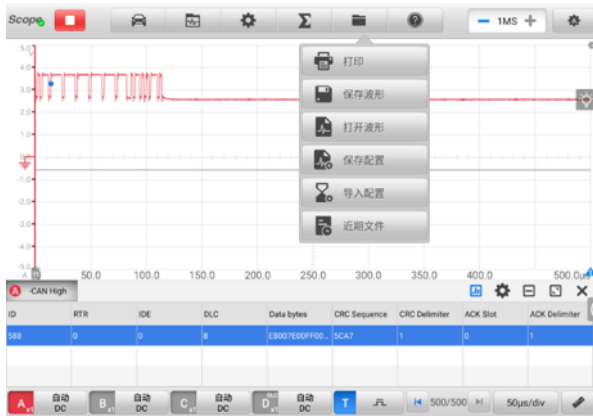 Scope
1MS
打印
保存波形
打开波形
保存配置
导入配置
近期文件
5.0
V
4.0
3.0
2.0
1.0
-1.0
-2.0
-3.0
-4.0
-5.0
A
50.0 100.0 150.0 200.0 250.0 300.0 350.0 400.0 500.0μs
A -CAN High
ID RTR IDE DLC Data bytes CRC Sequence CRC Delimiter ACK Slot ACK Delimiter
588 0 0 8 E8007E00FF00... 5CA7 1 0 1
A x1 自动 DC B x1 自动 DC C x1 自动 DC D x1 自动 DC T 500/500 50μs/div